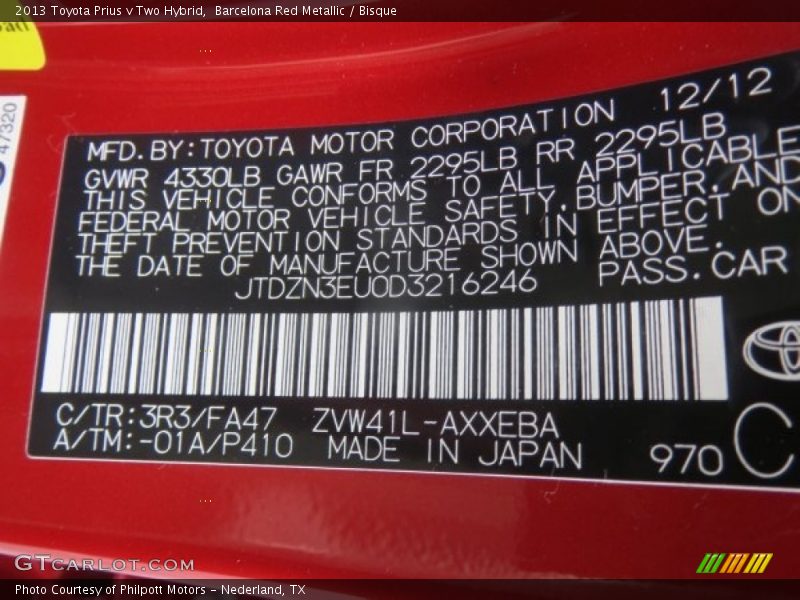 2013 Toyota Prius v Two Hybrid,  Barcelona Red Metallic / Bisque
47320
MFD. BY: TOYOTA MOTOR CORPORATION 12/12
GVWR 4330LB GAWR FR 2295LB RR 2295LB
THIS VEHICLE CONFORMS TO ALL APPLICABLE
FEDERAL MOTOR VEHICLE SAFETY, BUMPER, AND
THEFT PREVENTION STANDARDS IN EFFECT ON
THE DATE OF MANUFACTURE SHOWN ABOVE.
JTDZN3EU0D3216246 PASS. CAR
C/TR: 3R3/FA47 ZVW41L-AXXEBA
A/TM: -01A/P410 MADE IN JAPAN 970 C
GTCARLOT.COM
Photo Courtesy of Philpott Motors - Nederland, TX